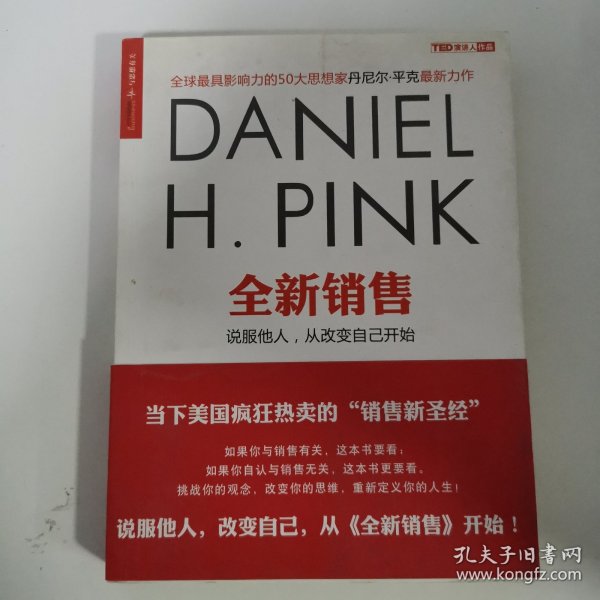 TED演讲人作品
与思想有关
全球最具影响力的50大思想家丹尼尔·平克最新力作
DANIEL
H. PINK
全新销售
说服他人，从改变自己开始
当下美国疯狂热卖的“销售新圣经”
如果你与销售有关，这本书要看；
如果你自认与销售无关，这本书更要看。
挑战你的观念，改变你的思维，重新定义你的人生！
说服他人，改变自己，从《全新销售》开始！
孔夫子旧书网
www.kongfz.com